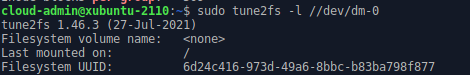 cloud-admin@xubuntu-2110:~$ sudo tune2fs -l //dev/dm-0
tune2fs 1.46.3 (27-Jul-2021)
Filesystem volume name:   <none>
Last mounted on:          /
Filesystem UUID:          6d24c416-973d-49a6-8bbc-b83ba798f877